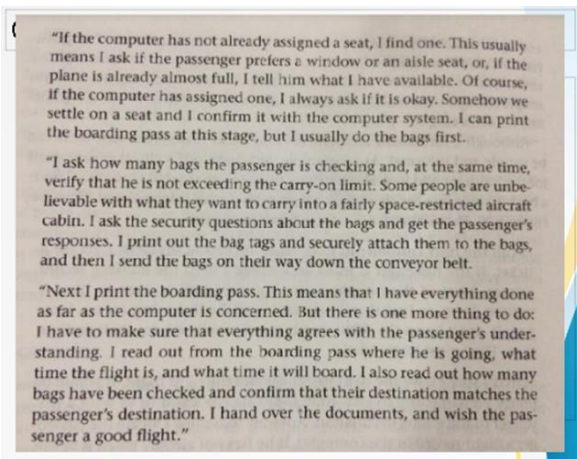 "If the computer has not already assigned a seat, I find one. This usually
means I ask if the passenger prefers a window or an aisle seat, or, if the
plane is already almost full, I tell him what I have available. Of course,
if the computer has assigned one, I always ask if it is okay. Somehow we
settle on a seat and I confirm it with the computer system. I can print
the boarding pass at this stage, but I usually do the bags first.
"I ask how many bags the passenger is checking and, at the same time,
verify that he is not exceeding the carry-on limit. Some people are unbe-
lievable with what they want to carry into a fairly space-restricted aircraft
cabin. I ask the security questions about the bags and get the passenger's
responses. I print out the bag tags and securely attach them to the bags,
and then I send the bags on their way down the conveyor belt.
"Next I print the boarding pass. This means that I have everything done
as far as the computer is concerned. But there is one more thing to do:
I have to make sure that everything agrees with the passenger's under-
standing. I read out from the boarding pass where he is going, what
time the flight is, and what time it will board. I also read out how many
bags have been checked and confirm that their destination matches the
passenger's destination. I hand over the documents, and wish the pas-
senger a good flight."